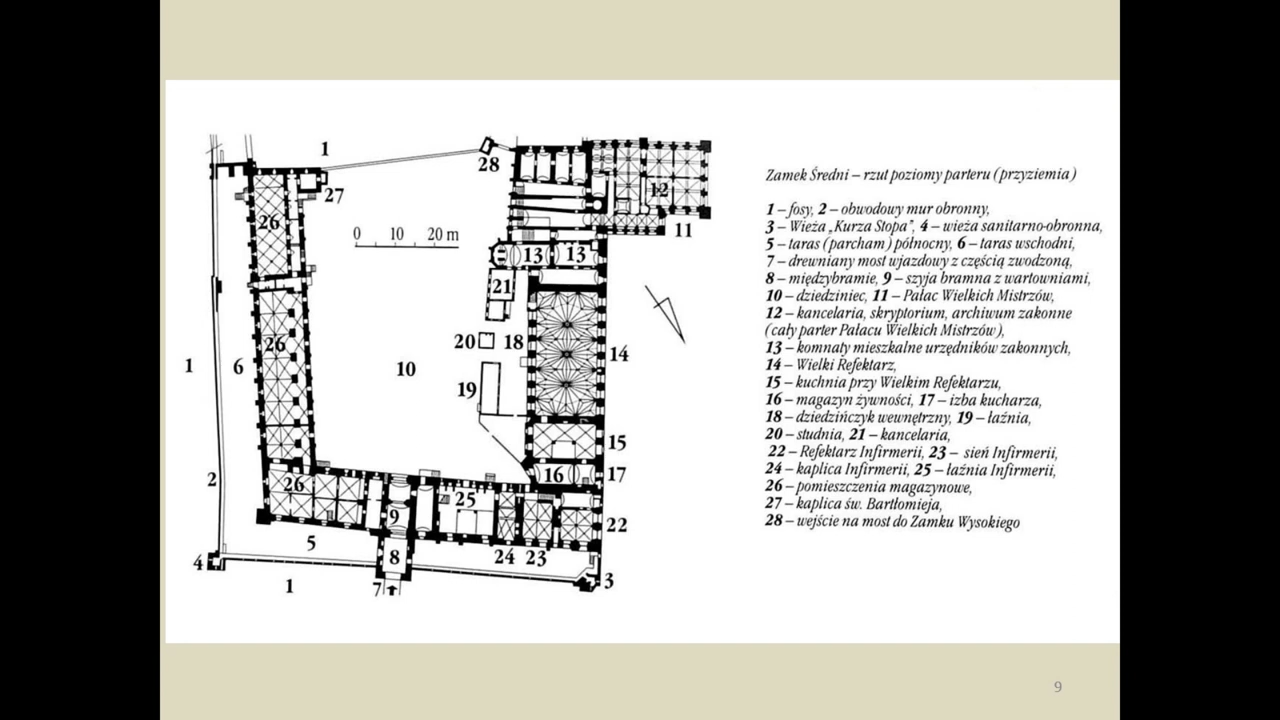 1
28
27
12
26
0 10 20 m
11
13
13
21
20
18
14
26
1
6
10
19
15
16
17
2
26
25
9
22
5
8
24
23
4
3
1
7
Zamek Średni – rzut poziomy parteru (przyziemia)
1 – fosy, 2 – obwodowy mur obronny,
3 – Wieża „Kurza Stopa", 4 – wieża sanitarno-obronna,
5 – taras (parcham) północny, 6 – taras wschodni,
7 – drewniany most wjazdowy z częścią zwodzoną,
8 – międzybramie, 9 – szyja bramna z wartowniami,
10 – dziedziniec, 11 – Pałac Wielkich Mistrzów,
12 – kancelaria, skryptorium, archiwum zakonne
(cały parter Pałacu Wielkich Mistrzów),
13 – komnaty mieszkalne urzędników zakonnych,
14 – Wielki Refektarz,
15 – kuchnia przy Wielkim Refektarzu,
16 – magazyn żywności, 17 – izba kucharza,
18 – dziedzińczyk wewnętrzny, 19 – łaźnia,
20 – studnia, 21 – kancelaria,
22 – Refektarz Infirmerii, 23 – sień Infirmerii,
24 – kaplica Infirmerii, 25 – łaźnia Infirmerii,
26 – pomieszczenia magazynowe,
27 – kaplica św. Bartłomieja,
28 – wejście na most do Zamku Wysokiego
9